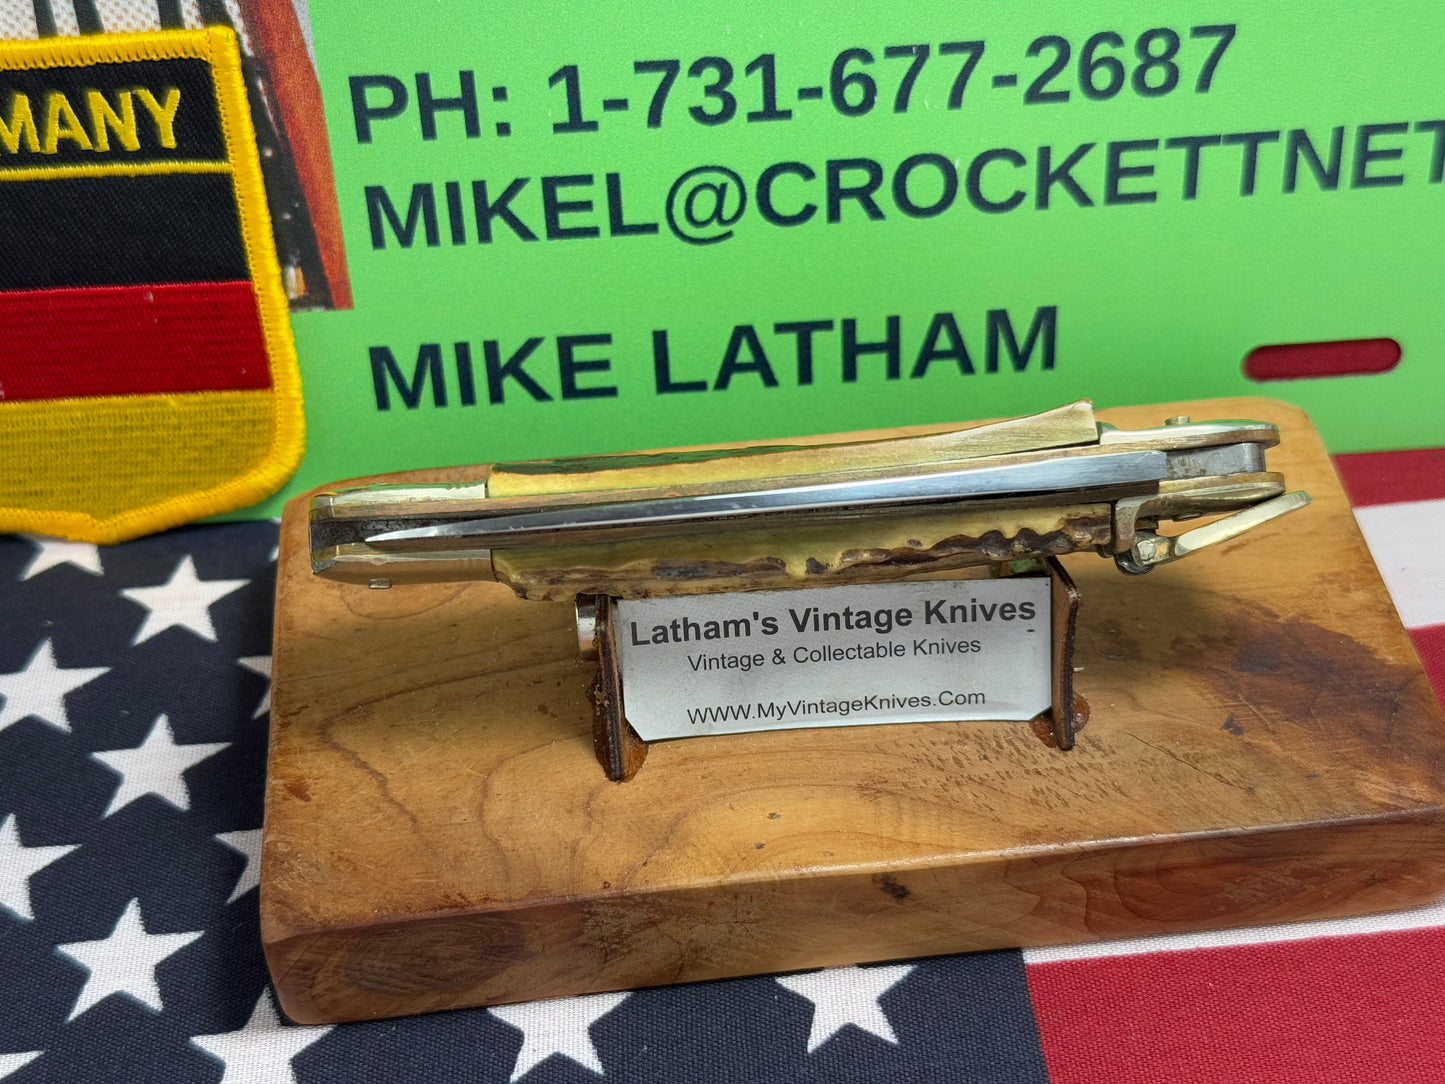 MANY
PH: 1-731-677-2687
MIKEL@CROCKETTNET
MIKE LATHAM
Latham's Vintage Knives
Vintage & Collectable Knives
WWW.MyVintageKnives.Com